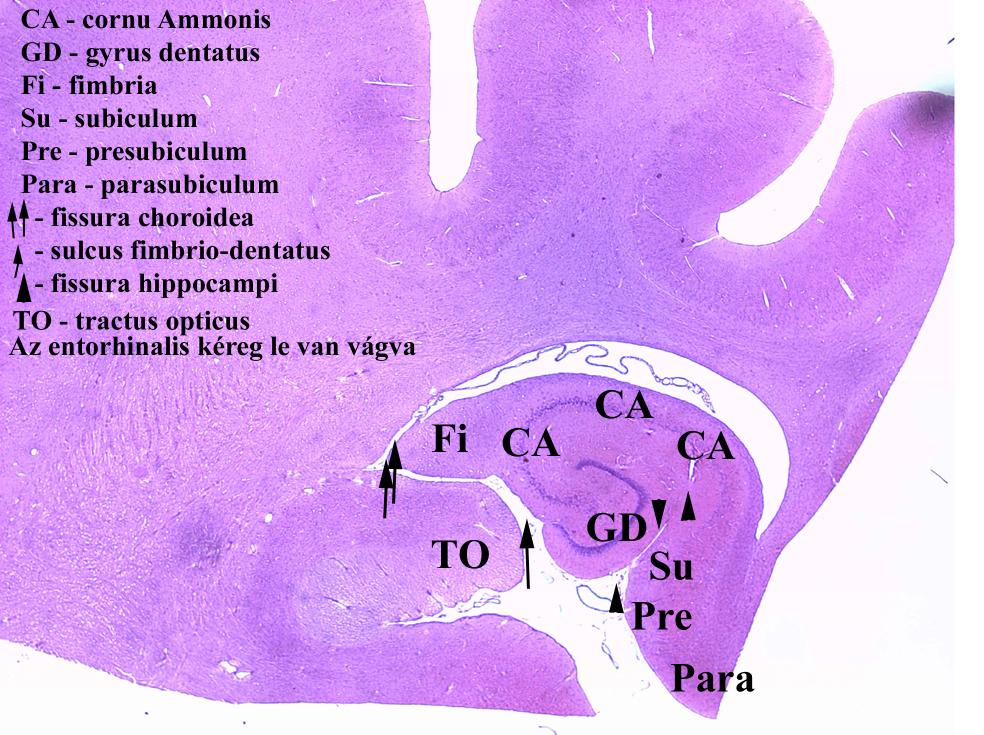 CA - cornu Ammonis
GD - gyrus dentatus
Fi - fimbria
Su - subiculum
Pre - presubiculum
Para - parasubiculum
- fissura choroidea
- sulcus fimbrio-dentatus
- fissura hippocampi
TO - tractus opticus
Az entorhinalis kéreg le van vágva
CA
Fi
CA
CA
GD
TO
Su
Pre
Para